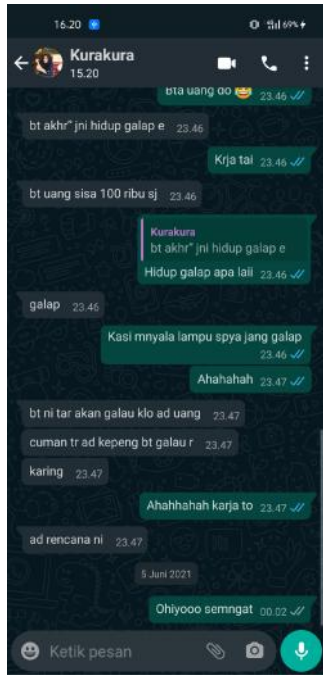 16.20
69%
Kurakura
15.20
Bta uang do 23.46
bt akhr" jni hidup galap e 23.46
Krja tai 23.46
bt uang sisa 100 ribu sj 23.46
Kurakura
bt akhr" jni hidup galap e
Hidup galap apa laii 23.46
galap 23.46
Kasi mnyala lampu spya jang galap
23.46
Ahahahah 23.47
bt ni tar akan galau klo ad uang 23.47
cuman tr ad kepeng bt galau r 23.47
karing 23.47
Ahahhahah karja to 23.47
ad rencana ni 23.47
5 Juni 2021
Ohiyooo semngat 00.02
Ketik pesan